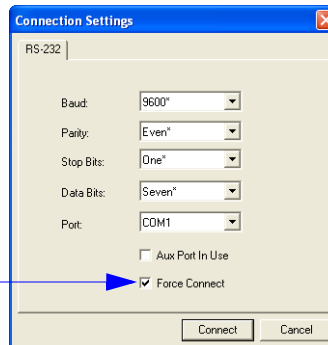 Connection Settings
RS-232
Baud: 9600*
Parity: Even*
Stop Bits: One*
Data Bits: Seven*
Port: COM1
Aux Port In Use
Force Connect
Connect Cancel